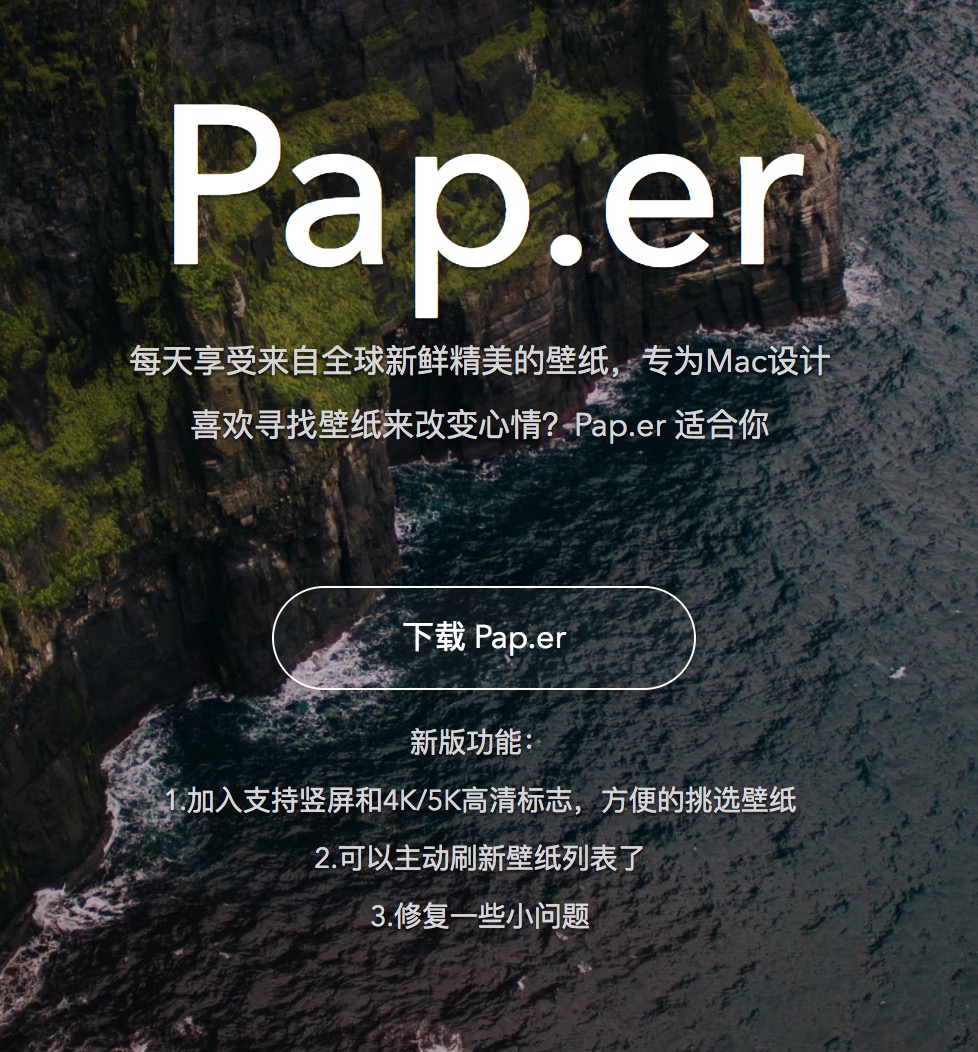 Pap.er
每天享受来自全球新鲜精美的壁纸，专为Mac设计
喜欢寻找壁纸来改变心情？Pap.er 适合你
下载 Pap.er
新版功能：
1.加入支持竖屏和4K/5K高清标志，方便的挑选壁纸
2.可以主动刷新壁纸列表了
3.修复一些小问题